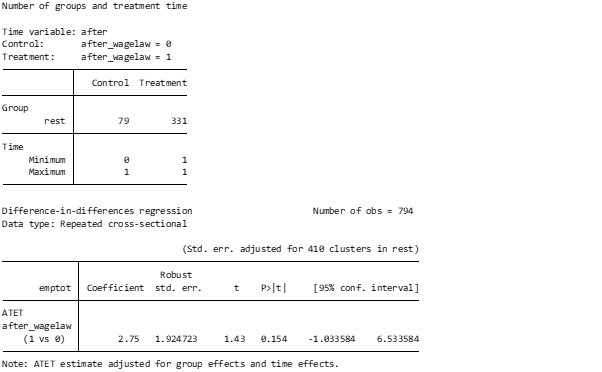 Number of groups and treatment time
Time variable: after
Control: after_wagelaw = 0
Treatment: after_wagelaw = 1
Control Treatment
Group
rest 79 331
Time
Minimum 0 1
Maximum 1 1
Difference-in-differences regression Number of obs = 794
Data type: Repeated cross-sectional
(Std. err. adjusted for 410 clusters in rest)
Robust
emptot Coefficient std. err. t P>|t| [95% conf. interval]
ATET
after_wagelaw
(1 vs 0) 2.75 1.924723 1.43 0.154 -1.033584 6.533584
Note: ATET estimate adjusted for group effects and time effects.